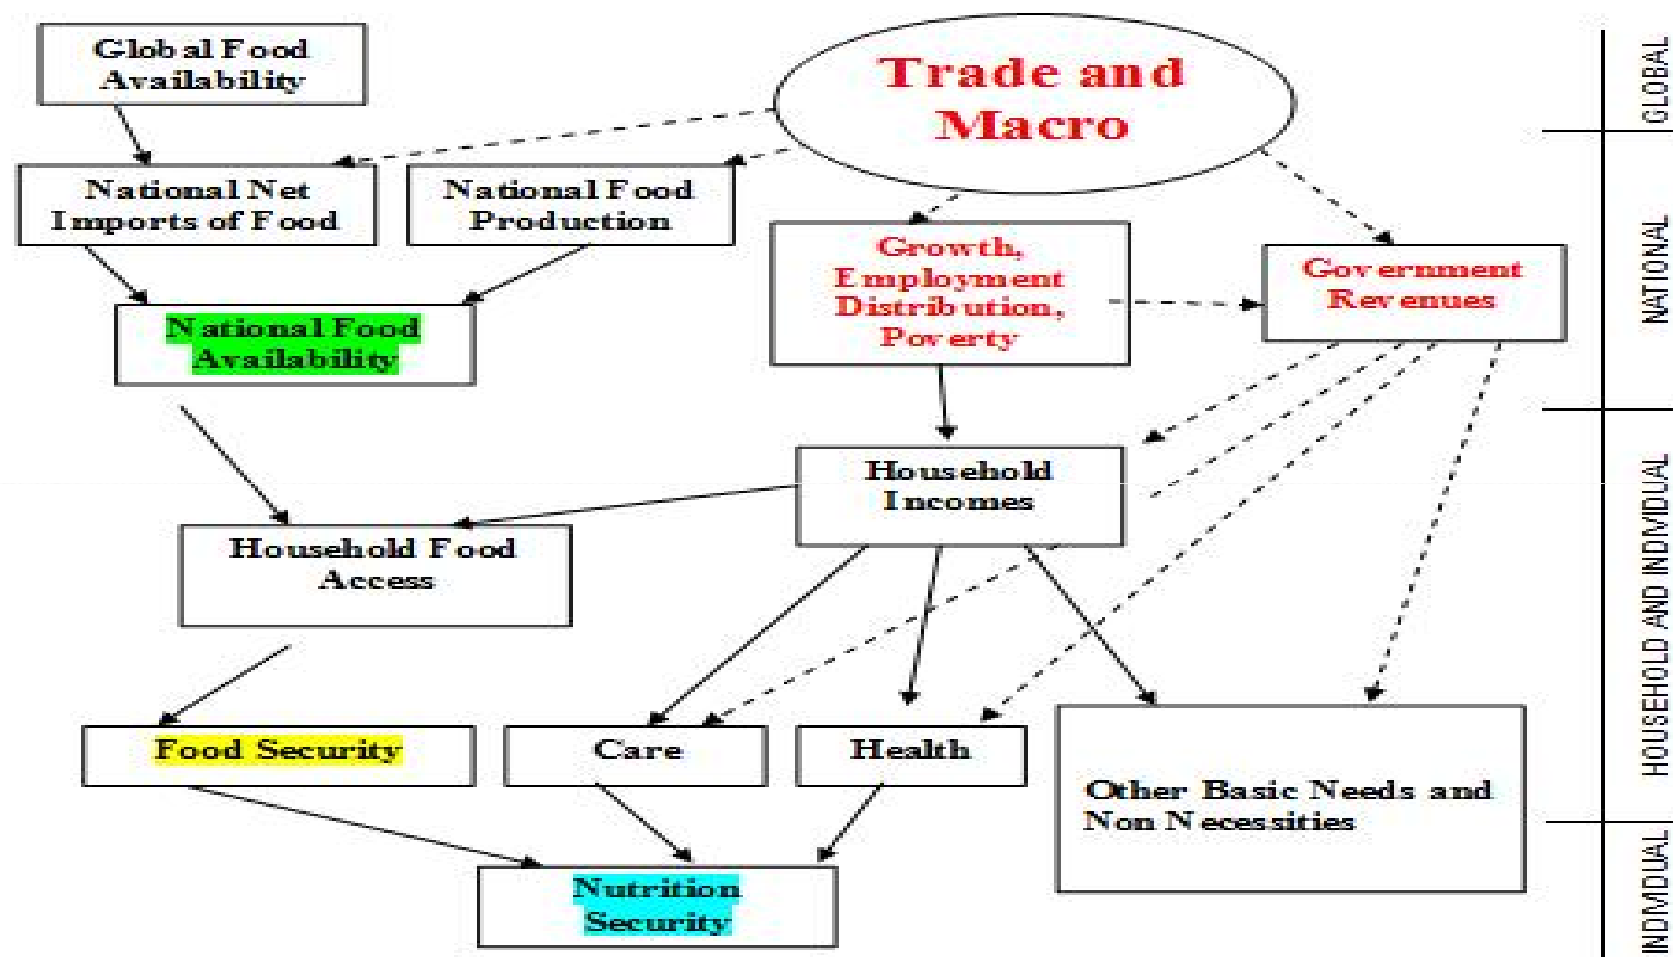 Global Food
Availability
Trade and
Macro
GLOBAL
National Net
Imports of Food
National Food
Production
Growth,
Employment
Distribution,
Poverty
Government
Revenues
NATIONAL
National Food
Availability
Household
Incomes
Household Food
Access
HOUSEHOLD AND INDIVIDUAL
Food Security
Care
Health
Other Basic Needs and
Non Necessities
Nutrition
Security
INDIVIDUAL